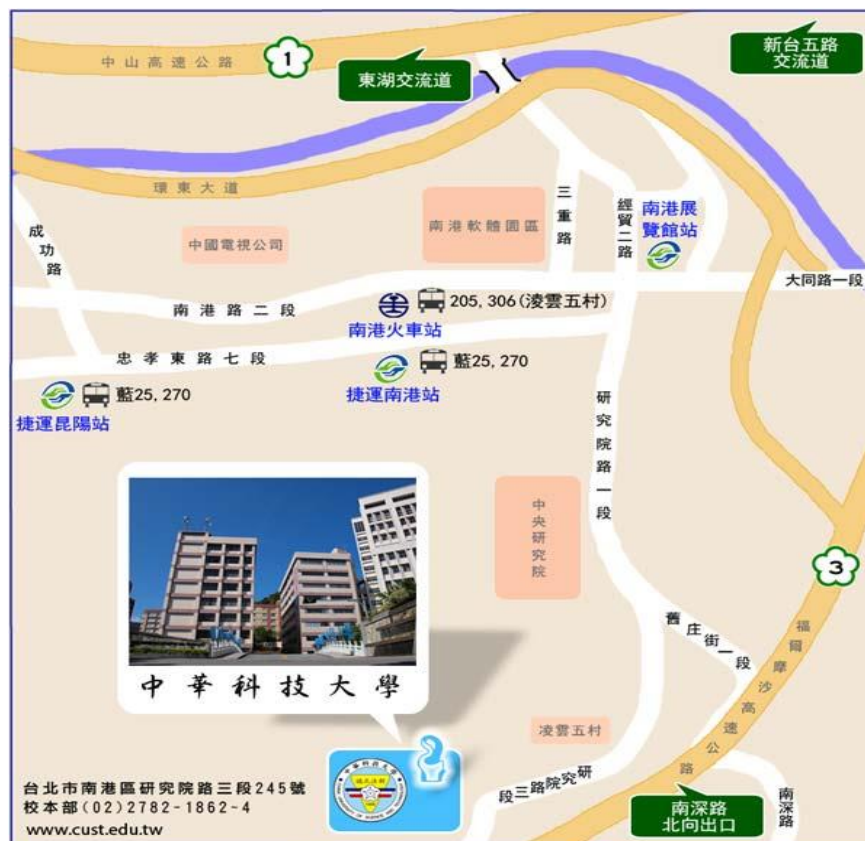 中山高速公路
1
東湖交流道
新台五路
交流道
環東大道
成功路
中國電視公司
南港軟體園區
三重路
經貿二路
南港展
覽館站
大同路一段
南港路二段
205, 306(淩雲五村)
南港火車站
忠孝東路七段
藍25, 270
捷運南港站
藍25, 270
捷運昆陽站
研究院路一段
中央研究院
3
舊庄街一段
福爾摩沙高速公路
中華科技大學
凌雲五村
研究院路三段
中華科技大學
南深路
北向出口
南深路
台北市南港區研究院路三段245號
校本部(02)2782-1862~4
www.cust.edu.tw